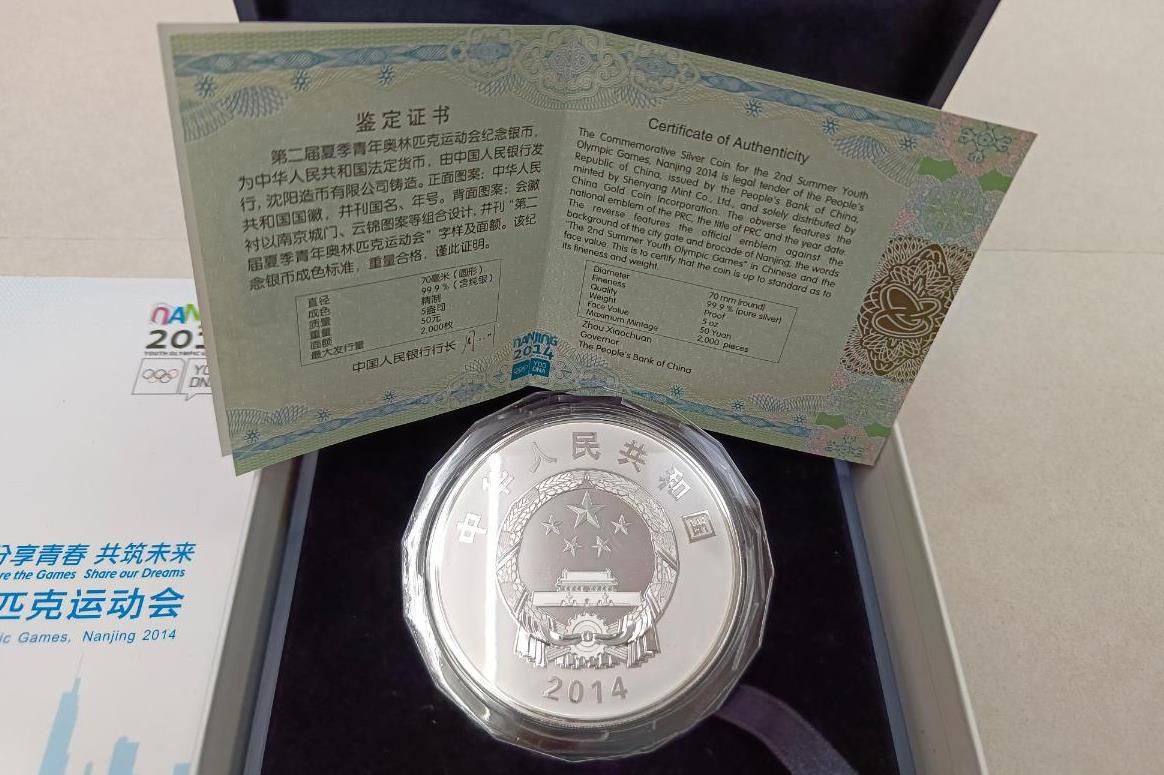 鉴定证书
第二届夏季青年奥林匹克运动会纪念银币，
为中华人民共和国法定货币，由中国人民银行发
行，沈阳造币有限公司铸造。正面图案：中华人民
共和国国徽，并刊国名、年号。背面图案：会徽
衬以南京城门、云锦图案等组合设计，并刊“第二
届夏季青年奥林匹克运动会”字样及面额。该纪
念银币成色标准，重量合格，谨此证明。
直径 70毫米（圆形）
成色 99.9％（含纯银）
质量 精制
重量 5盎司
面额 50元
最大发行量 2,000枚
中国人民银行行长
Certificate of Authenticity
The Commemorative Silver Coin for the 2nd Summer Youth
Olympic Games, Nanjing 2014 is legal tender of the People's
Republic of China, issued by the People's Bank of China,
minted by Shenyang Mint Co., Ltd., and solely distributed by
China Gold Coin Incorporation. The obverse features the
national emblem of the PRC, the title of PRC and the year date.
The reverse features the official emblem against the
background of the city gate and brocade of Nanjing, the words
"The 2nd Summer Youth Olympic Games" in Chinese and the
face value. This is to certify that the coin is up to standard as to
its fineness and weight.
Diameter 70 mm (round)
Fineness 99.9% (pure silver)
Quality Proof
Weight 5 oz
Face Value 50 Yuan
Maximum Mintage 2,000 pieces
Zhou Xiaochuan
Governor
The People's Bank of China
NANJING
2014
YOG
DNA
中华人民共和国
2014
NAN
201
YOUTH OLYMPIC
YO
DN
分享青春 共筑未来
re the Games Share our Dreams
匹克运动会
ic Games, Nanjing 2014